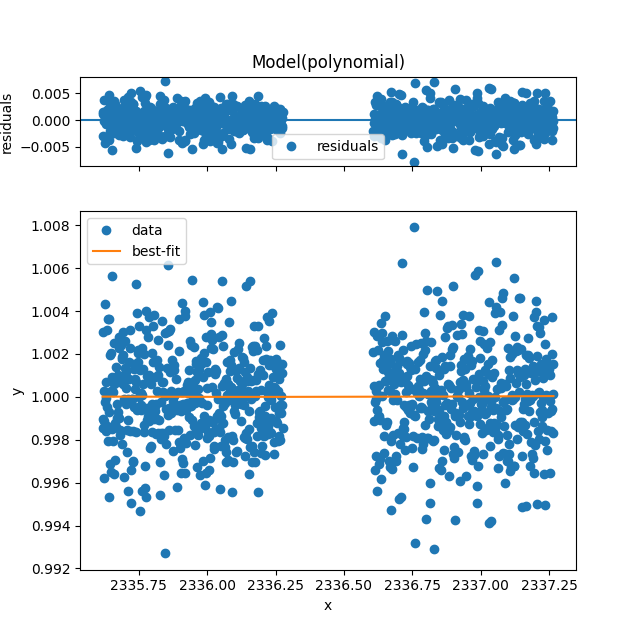 Model(polynomial)
residuals
0.005
0.000
−0.005
residuals
1.008
1.006
1.004
1.002
1.000
0.998
0.996
0.994
0.992
y
data
best-fit
2335.75 2336.00 2336.25 2336.50 2336.75 2337.00 2337.25
x